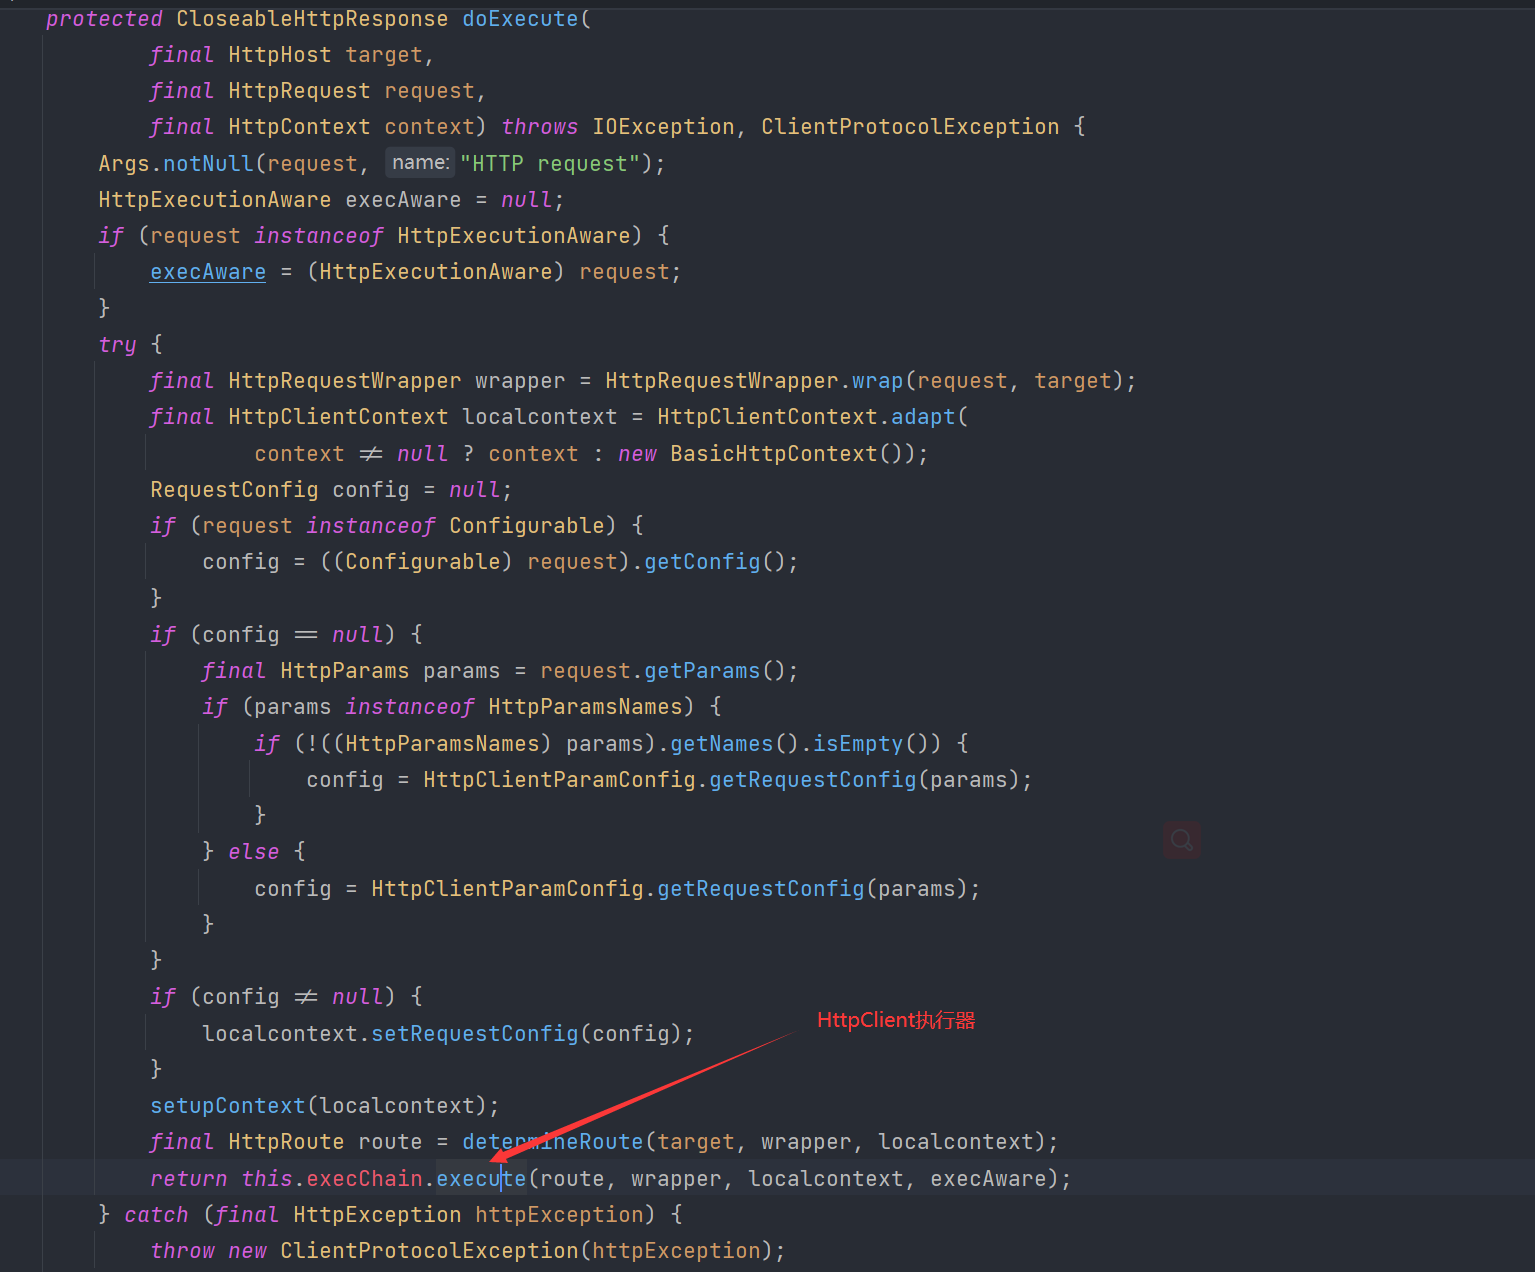 protected CloseableHttpResponse doExecute(
final HttpHost target,
final HttpRequest request,
final HttpContext context) throws IOException, ClientProtocolException {
Args.notNull(request, name: "HTTP request");
HttpExecutionAware execAware = null;
if (request instanceof HttpExecutionAware) {
execAware = (HttpExecutionAware) request;
}
try {
final HttpRequestWrapper wrapper = HttpRequestWrapper.wrap(request, target);
final HttpClientContext localcontext = HttpClientContext.adapt(
context ≠ null ? context : new BasicHttpContext());
RequestConfig config = null;
if (request instanceof Configurable) {
config = ((Configurable) request).getConfig();
}
if (config == null) {
final HttpParams params = request.getParams();
if (params instanceof HttpParamsNames) {
if (!((HttpParamsNames) params).getNames().isEmpty()) {
config = HttpClientParamConfig.getRequestConfig(params);
}
} else {
config = HttpClientParamConfig.getRequestConfig(params);
}
}
if (config ≠ null) {
localcontext.setRequestConfig(config);
HttpClient执行器
}
setupContext(localcontext);
final HttpRoute route = determineRoute(target, wrapper, localcontext);
return this.execChain.execute(route, wrapper, localcontext, execAware);
} catch (final HttpException httpException) {
throw new ClientProtocolException(httpException);